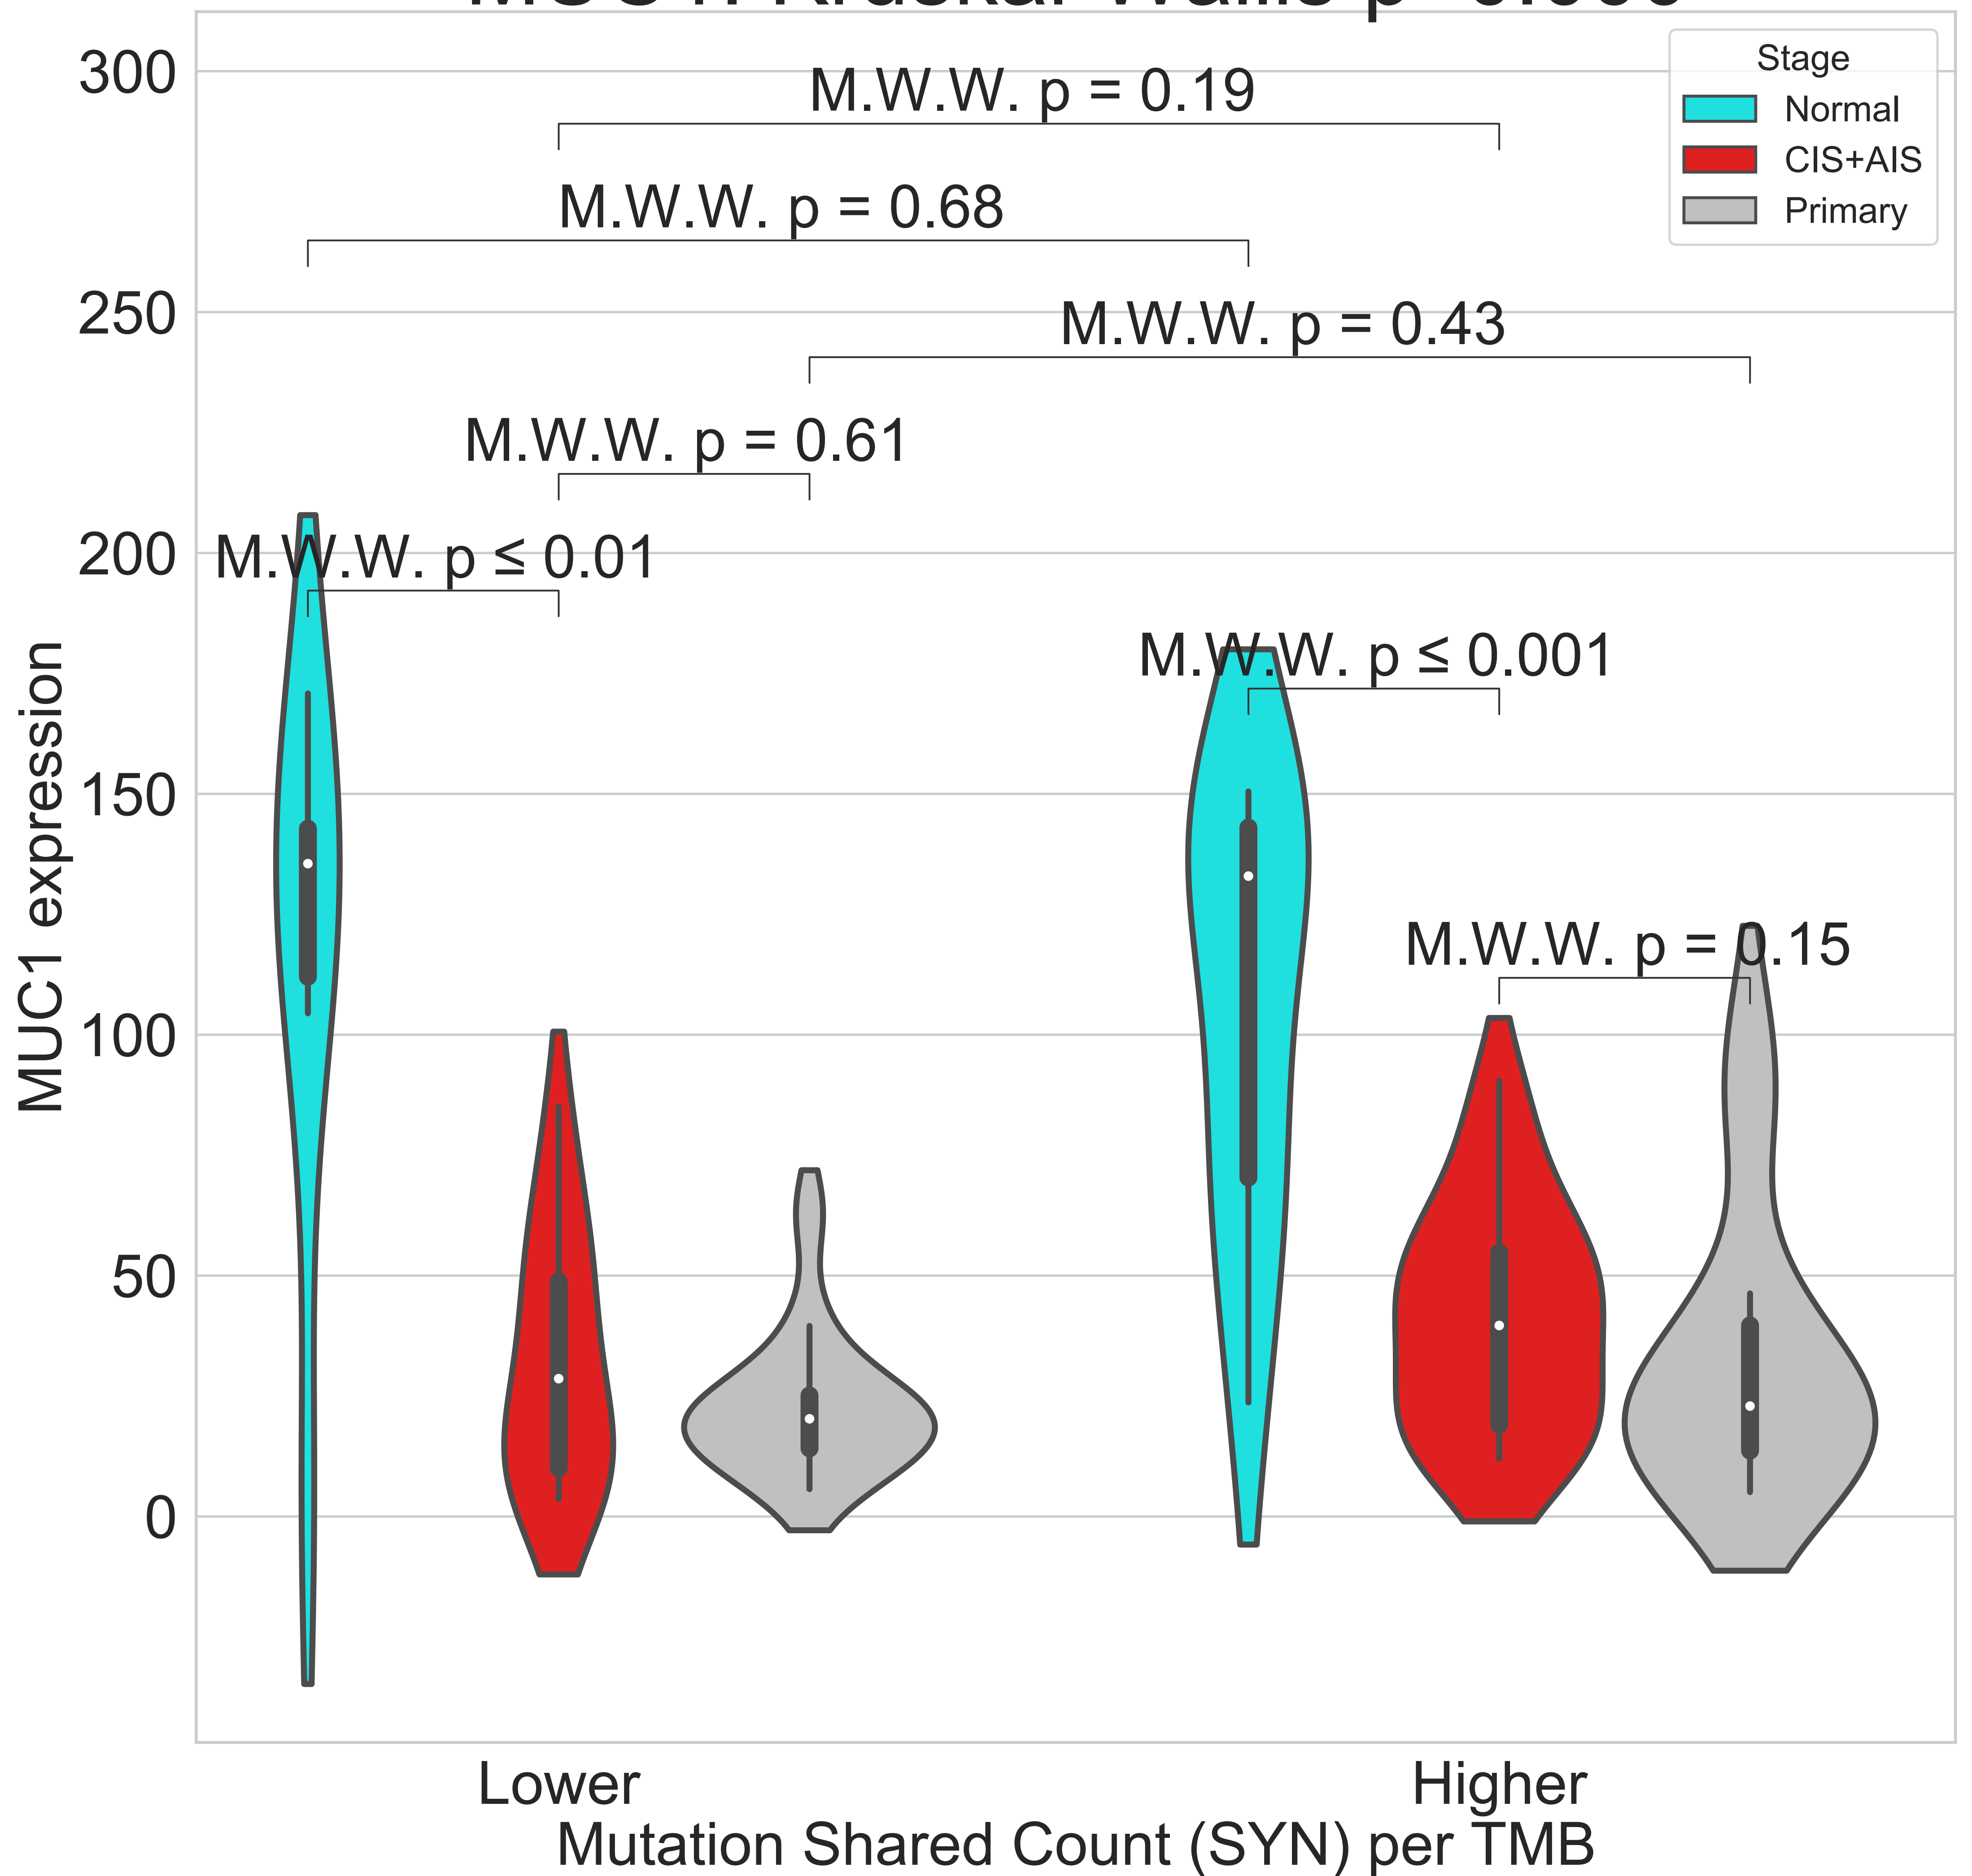 300
Stage
Normal
CIS+AIS
Primary
M.W.W. p = 0.19
M.W.W. p = 0.68
250
M.W.W. p = 0.43
M.W.W. p = 0.61
200
M.W.W. p ≤ 0.01
M.W.W. p ≤ 0.001
150
M.W.W. p = 0.15
100
50
0
MUC1 expression
Lower
Higher
Mutation Shared Count (SYN) per TMB